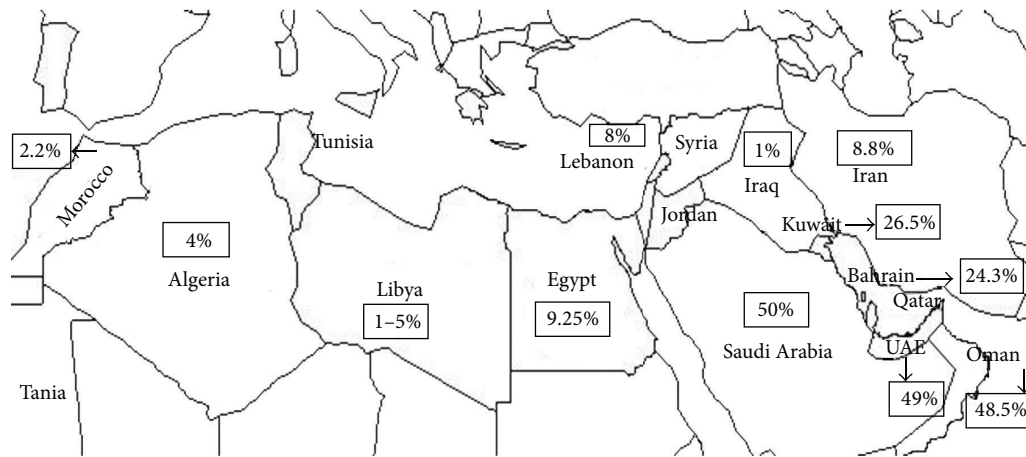 Tunisia
8%
Lebanon
Syria
1%
Iraq
8.8%
Iran
2.2%
Morocco
Jordan
Kuwait
26.5%
4%
Algeria
Bahrain
24.3%
Libya
1–5%
Egypt
9.25%
50%
Saudi Arabia
Qatar
UAE
Oman
49%
48.5%
Tania